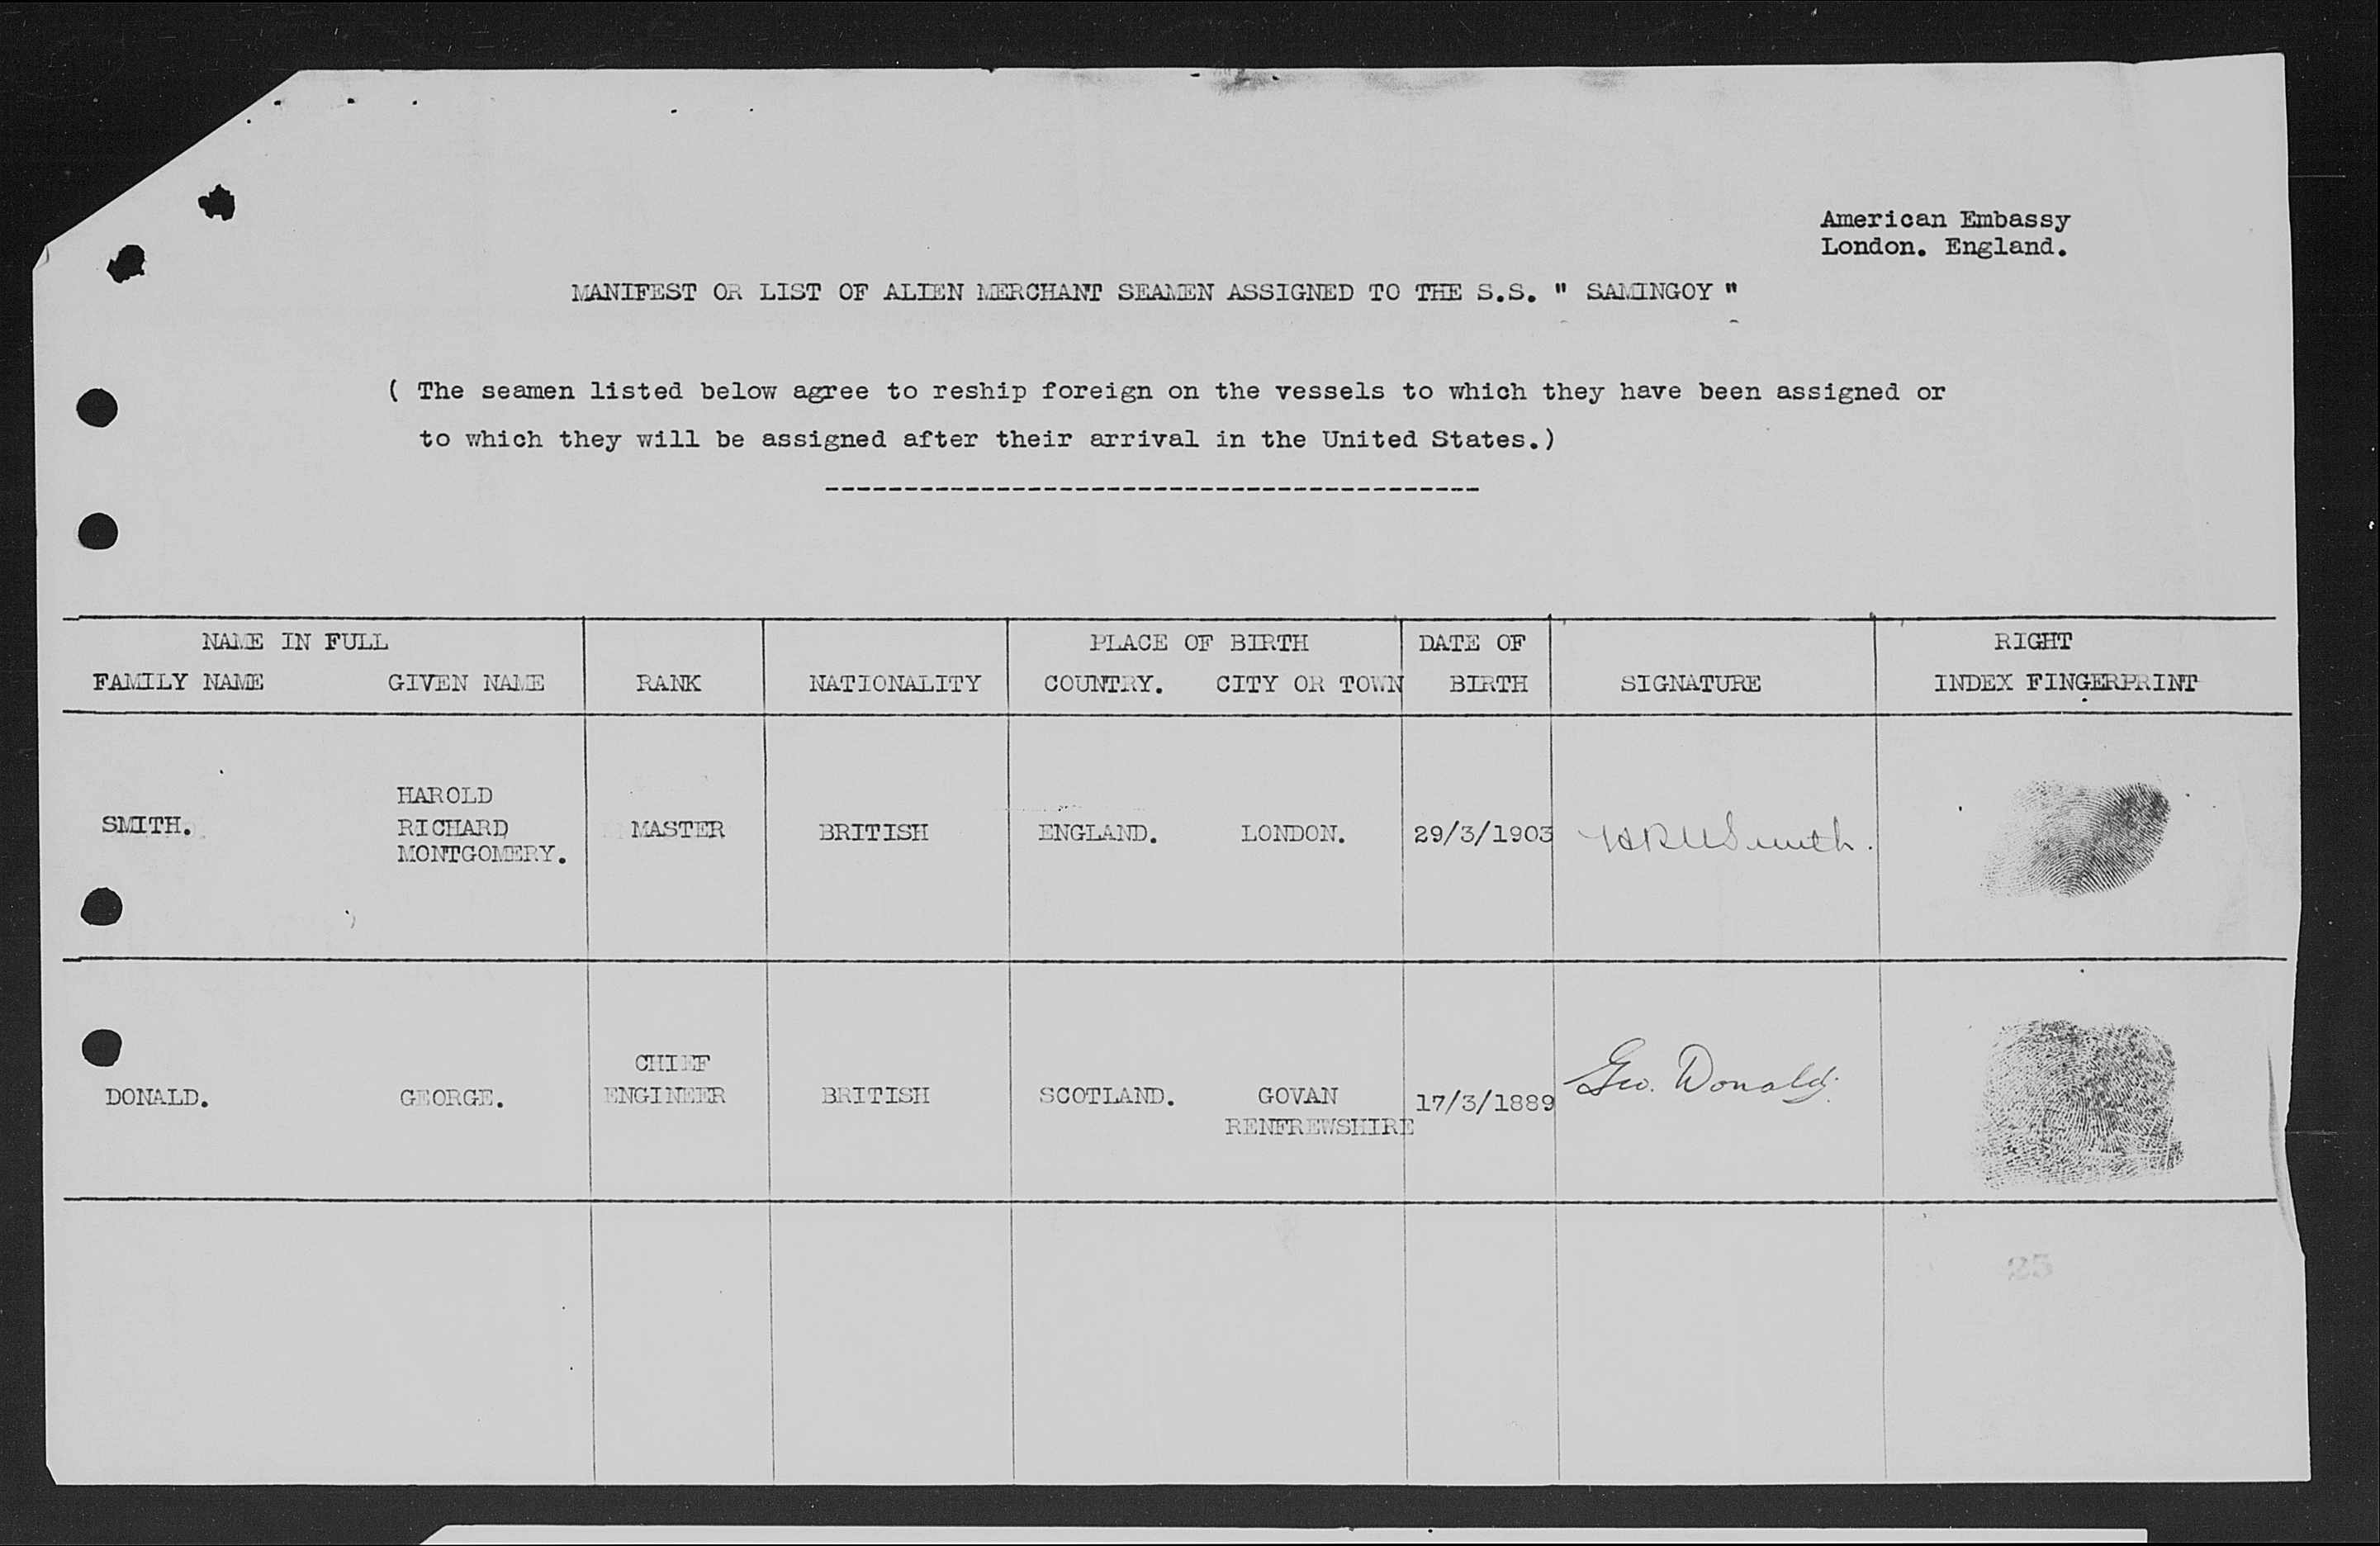 American Embassy
London. England.
MANIFEST OR LIST OF ALIEN MERCHANT SEAMEN ASSIGNED TO THE S.S. " SAMINGOY "
( The seamen listed below agree to reship foreign on the vessels to which they have been assigned or
to which they will be assigned after their arrival in the United States.)
-------------------------------------------
NAME IN FULL PLACE OF BIRTH DATE OF RIGHT
FAMILY NAME GIVEN NAME RANK NATIONALITY COUNTRY. CITY OR TOWN BIRTH SIGNATURE INDEX FINGERPRINT
HAROLD
SMITH. RICHARD MASTER BRITISH ENGLAND. LONDON. 29/3/1903 HRMSmith.
MONTGOMERY.
CHIEF
DONALD. GEORGE. ENGINEER BRITISH SCOTLAND. GOVAN 17/3/1889 Geo. Donald.
RENFREWSHIRE
25